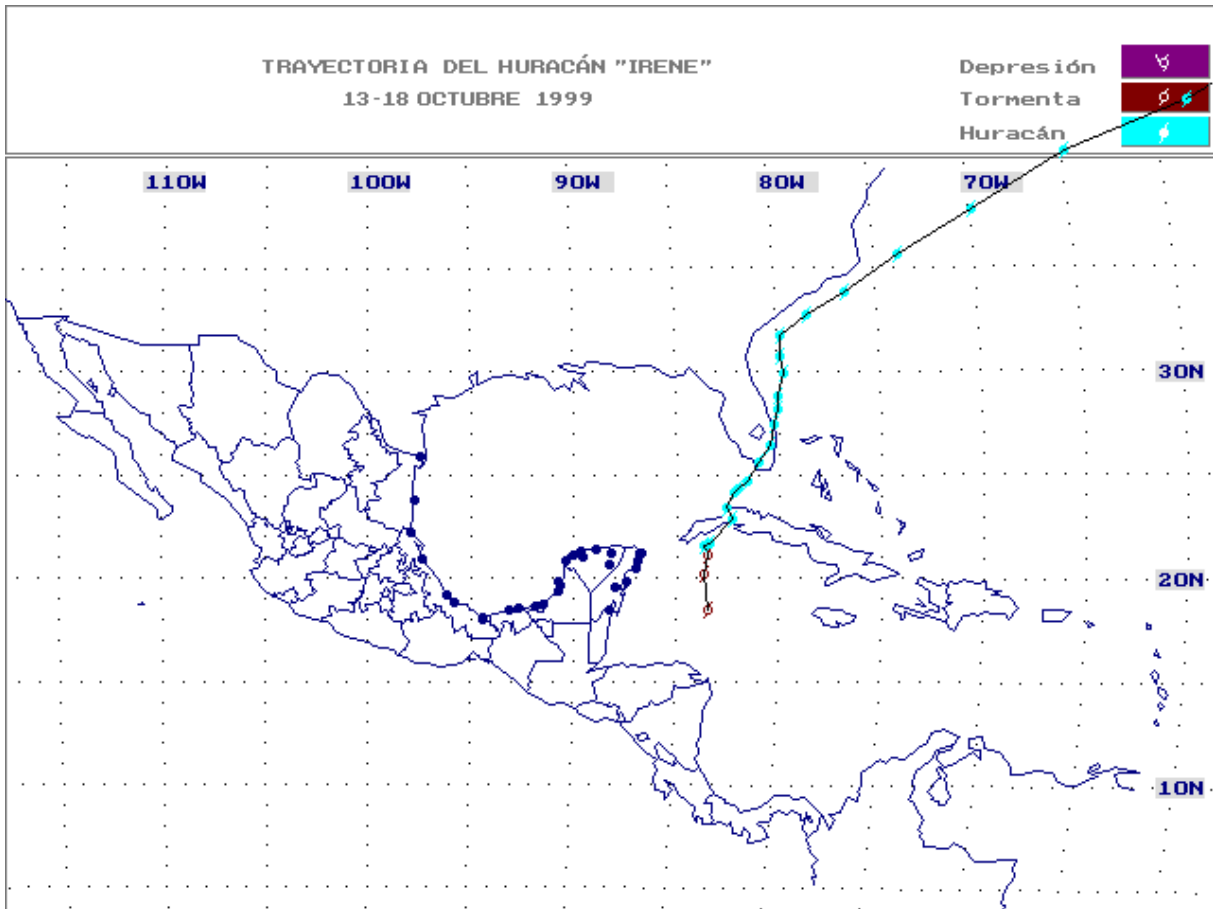 TRAYECTORIA DEL HURACÁN "IRENE"
13-18 OCTUBRE 1999
Depresión
Tormenta
Huracán
110W 100W 90W 80W 70W
30N
20N
10N